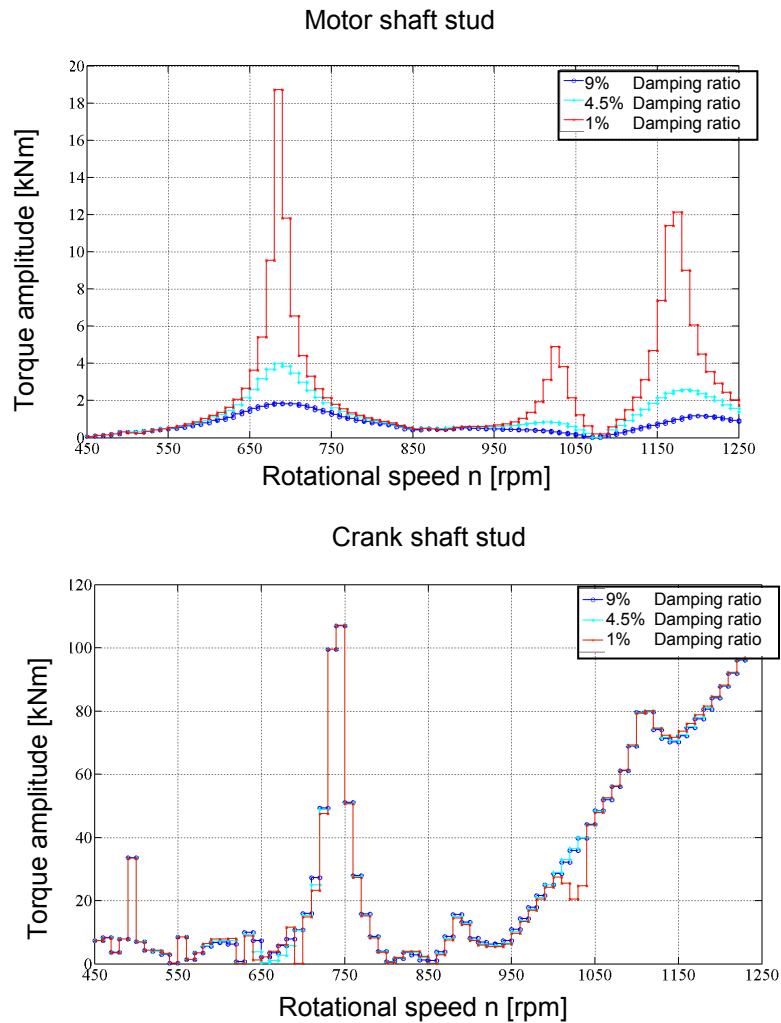 Motor shaft stud
20
18
16
14
12
10
8
6
4
2
0
Torque amplitude [kNm]
9% Damping ratio
4.5% Damping ratio
1% Damping ratio
450 550 650 750 850 950 1050 1150 1250
Rotational speed n [rpm]
Crank shaft stud
120
100
80
60
40
20
0
Torque amplitude [kNm]
9% Damping ratio
4.5% Damping ratio
1% Damping ratio
450 550 650 750 850 950 1050 1150 1250
Rotational speed n [rpm]